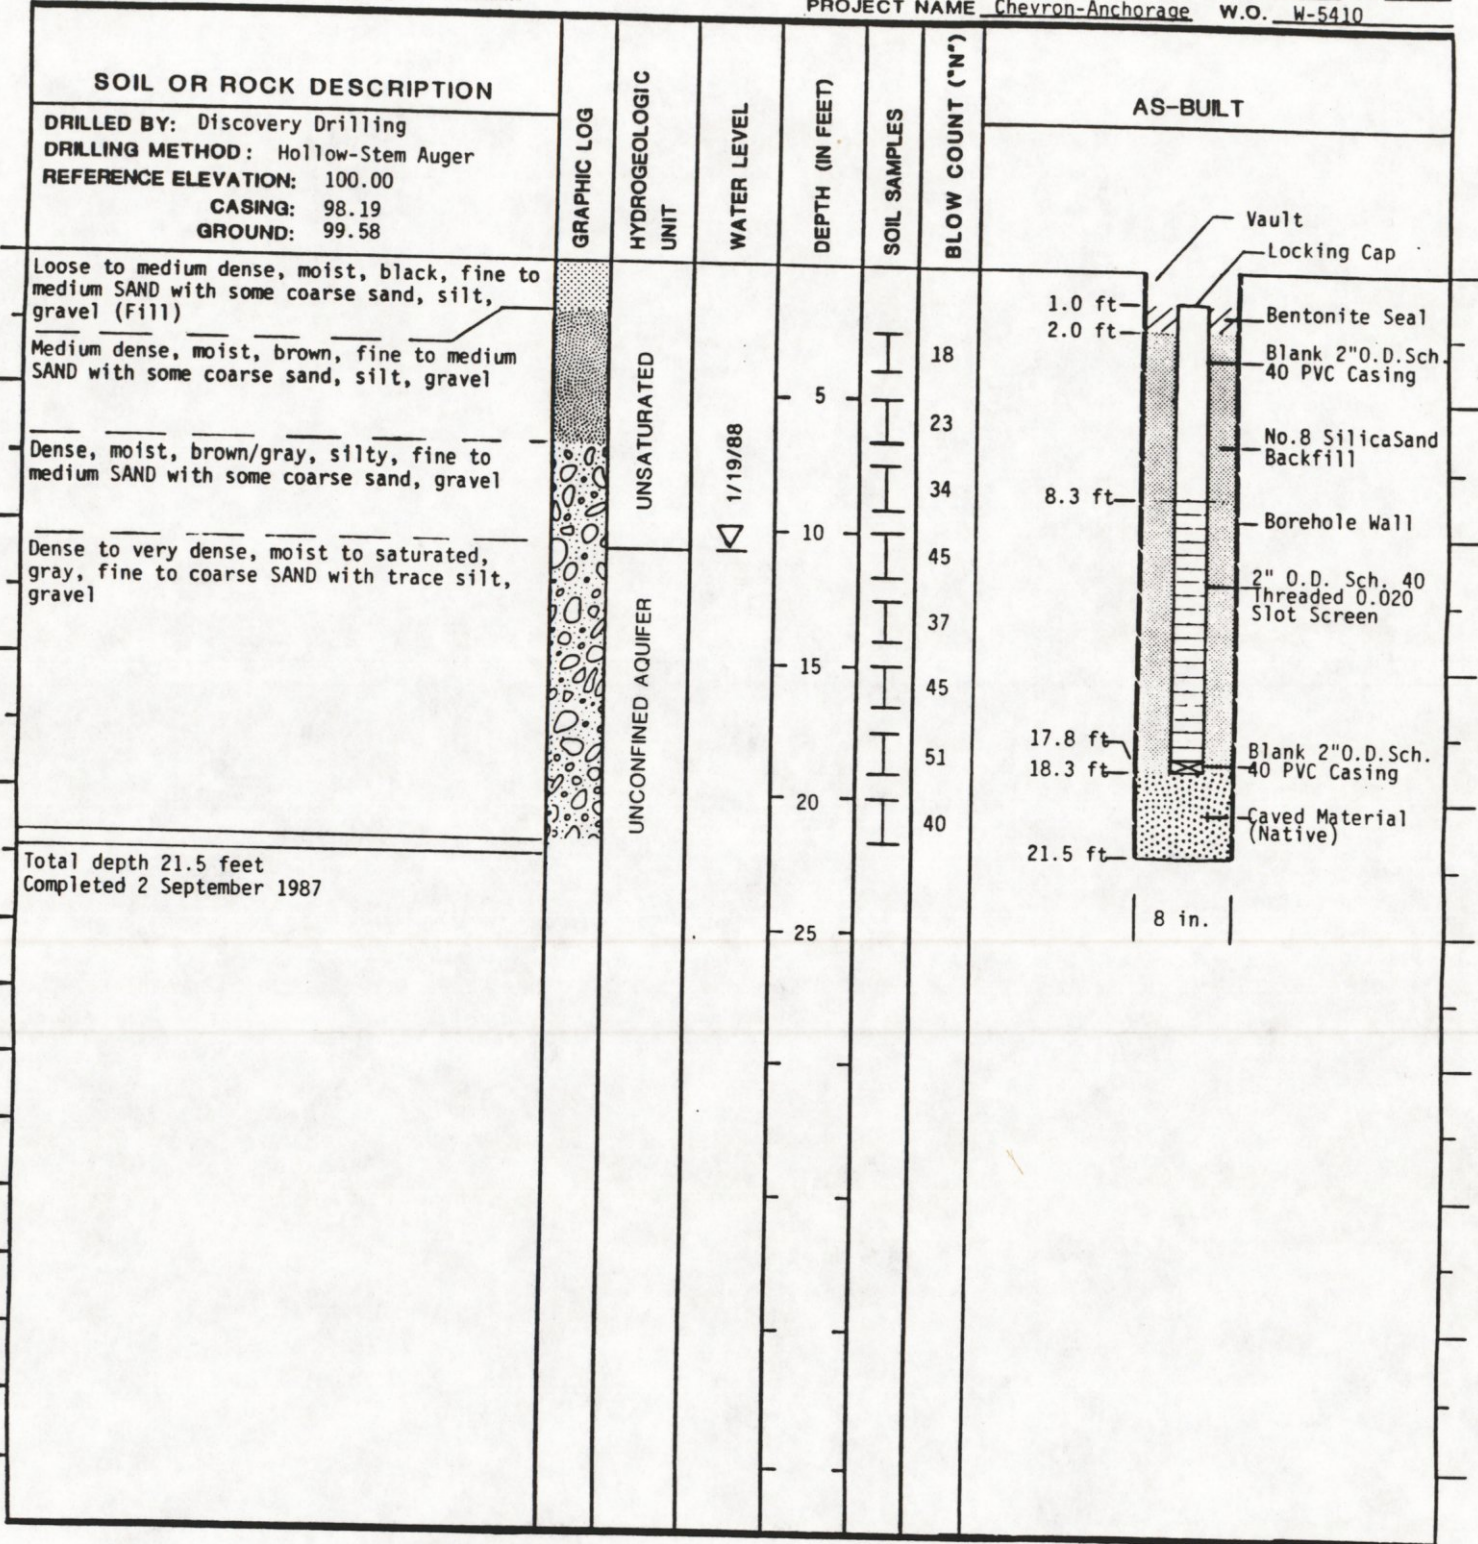 PROJECT NAME Chevron-Anchorage W.O. W-5410
SOIL OR ROCK DESCRIPTION
DRILLED BY: Discovery Drilling
DRILLING METHOD: Hollow-Stem Auger
REFERENCE ELEVATION: 100.00
CASING: 98.19
GROUND: 99.58
GRAPHIC LOG
HYDROGEOLOGIC
UNIT
WATER LEVEL
DEPTH (IN FEET)
SOIL SAMPLES
BLOW COUNT ("N")
AS-BUILT
Loose to medium dense, moist, black, fine to
medium SAND with some coarse sand, silt,
gravel (Fill)
Medium dense, moist, brown, fine to medium
SAND with some coarse sand, silt, gravel
Dense, moist, brown/gray, silty, fine to
medium SAND with some coarse sand, gravel
Dense to very dense, moist to saturated,
gray, fine to coarse SAND with trace silt,
gravel
Total depth 21.5 feet
Completed 2 September 1987
UNSATURATED
UNCONFINED AQUIFER
1/19/88
5
10
15
20
25
18
23
34
45
37
45
51
40
1.0 ft
2.0 ft
8.3 ft
17.8 ft
18.3 ft
21.5 ft
Vault
Locking Cap
Bentonite Seal
Blank 2"O.D.Sch.
40 PVC Casing
No.8 SilicaSand
Backfill
Borehole Wall
2" O.D. Sch. 40
Threaded 0.020
Slot Screen
Blank 2"O.D.Sch.
40 PVC Casing
Caved Material
(Native)
8 in.